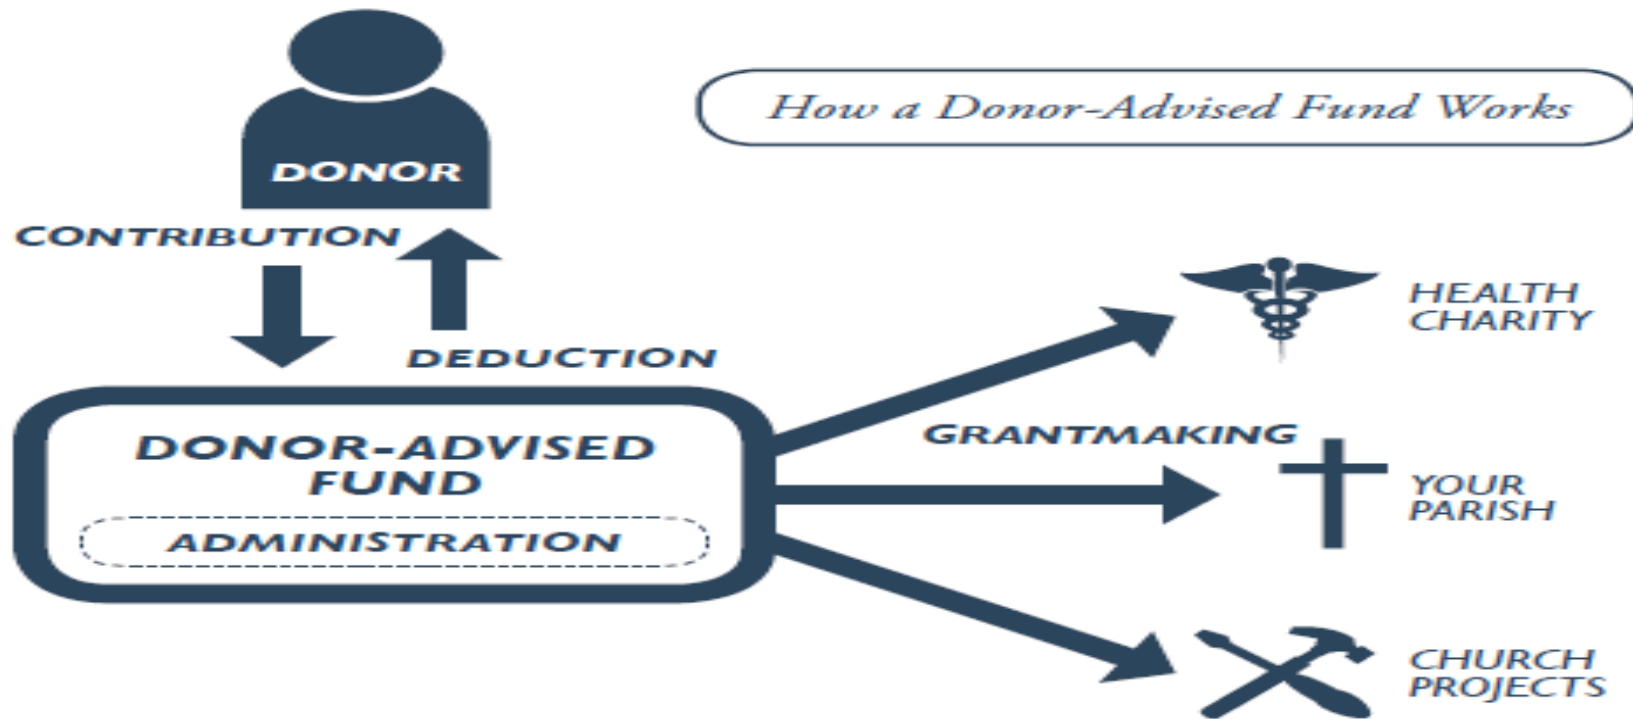 How a Donor-Advised Fund Works
DONOR
CONTRIBUTION
DEDUCTION
DONOR-ADVISED
FUND
ADMINISTRATION
GRANTMAKING
HEALTH
CHARITY
YOUR
PARISH
CHURCH
PROJECTS